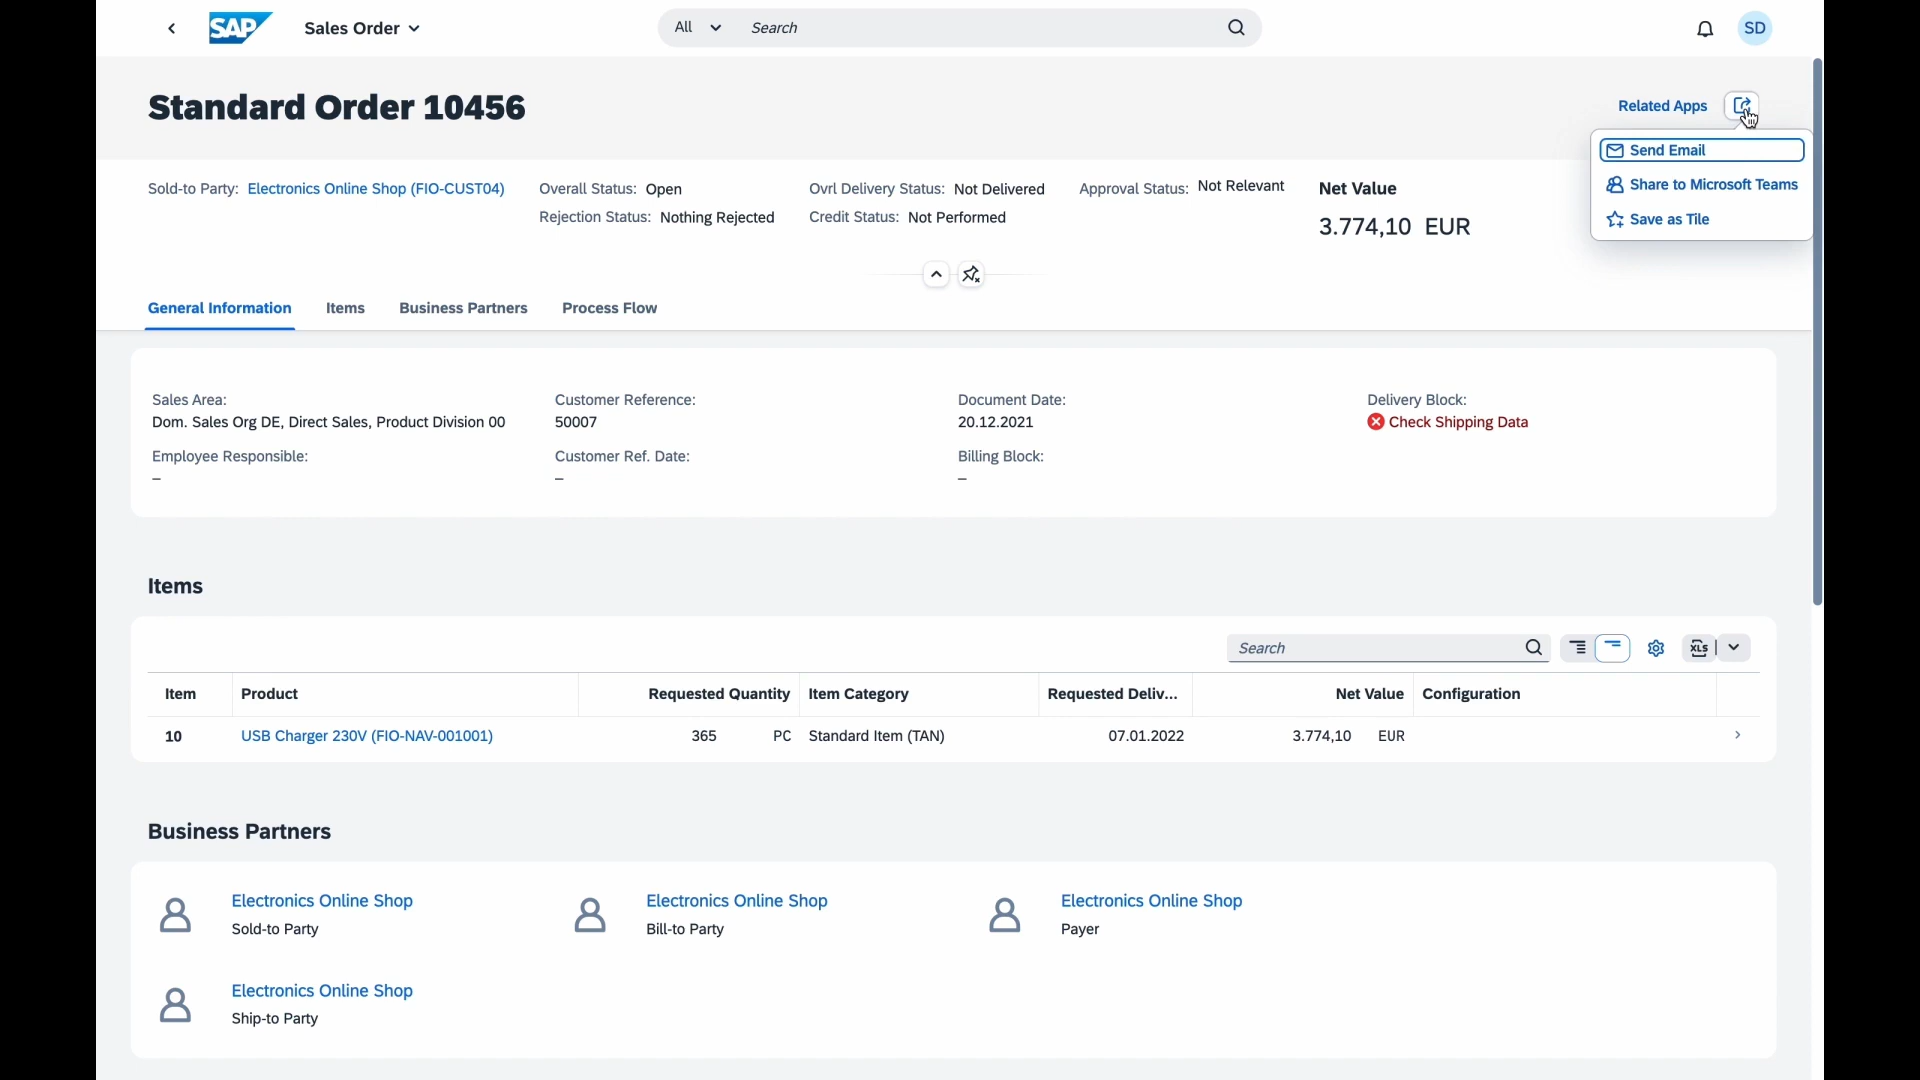 SAP
Sales Order
All
Search
SD
Standard Order 10456
Related Apps
Send Email
Share to Microsoft Teams
Save as Tile
Sold-to Party: Electronics Online Shop (FIO-CUST04)
Overall Status: Open
Rejection Status: Nothing Rejected
Ovrl Delivery Status: Not Delivered
Credit Status: Not Performed
Approval Status: Not Relevant
Net Value
3.774,10 EUR
General Information Items Business Partners Process Flow
Sales Area:
Dom. Sales Org DE, Direct Sales, Product Division 00
Employee Responsible:
–
Customer Reference:
50007
Customer Ref. Date:
–
Document Date:
20.12.2021
Billing Block:
–
Delivery Block:
Check Shipping Data
Items
Search
XLS
Item Product Requested Quantity Item Category Requested Deliv... Net Value Configuration
10 USB Charger 230V (FIO-NAV-001001) 365 PC Standard Item (TAN) 07.01.2022 3.774,10 EUR
Business Partners
Electronics Online Shop
Sold-to Party
Electronics Online Shop
Bill-to Party
Electronics Online Shop
Payer
Electronics Online Shop
Ship-to Party